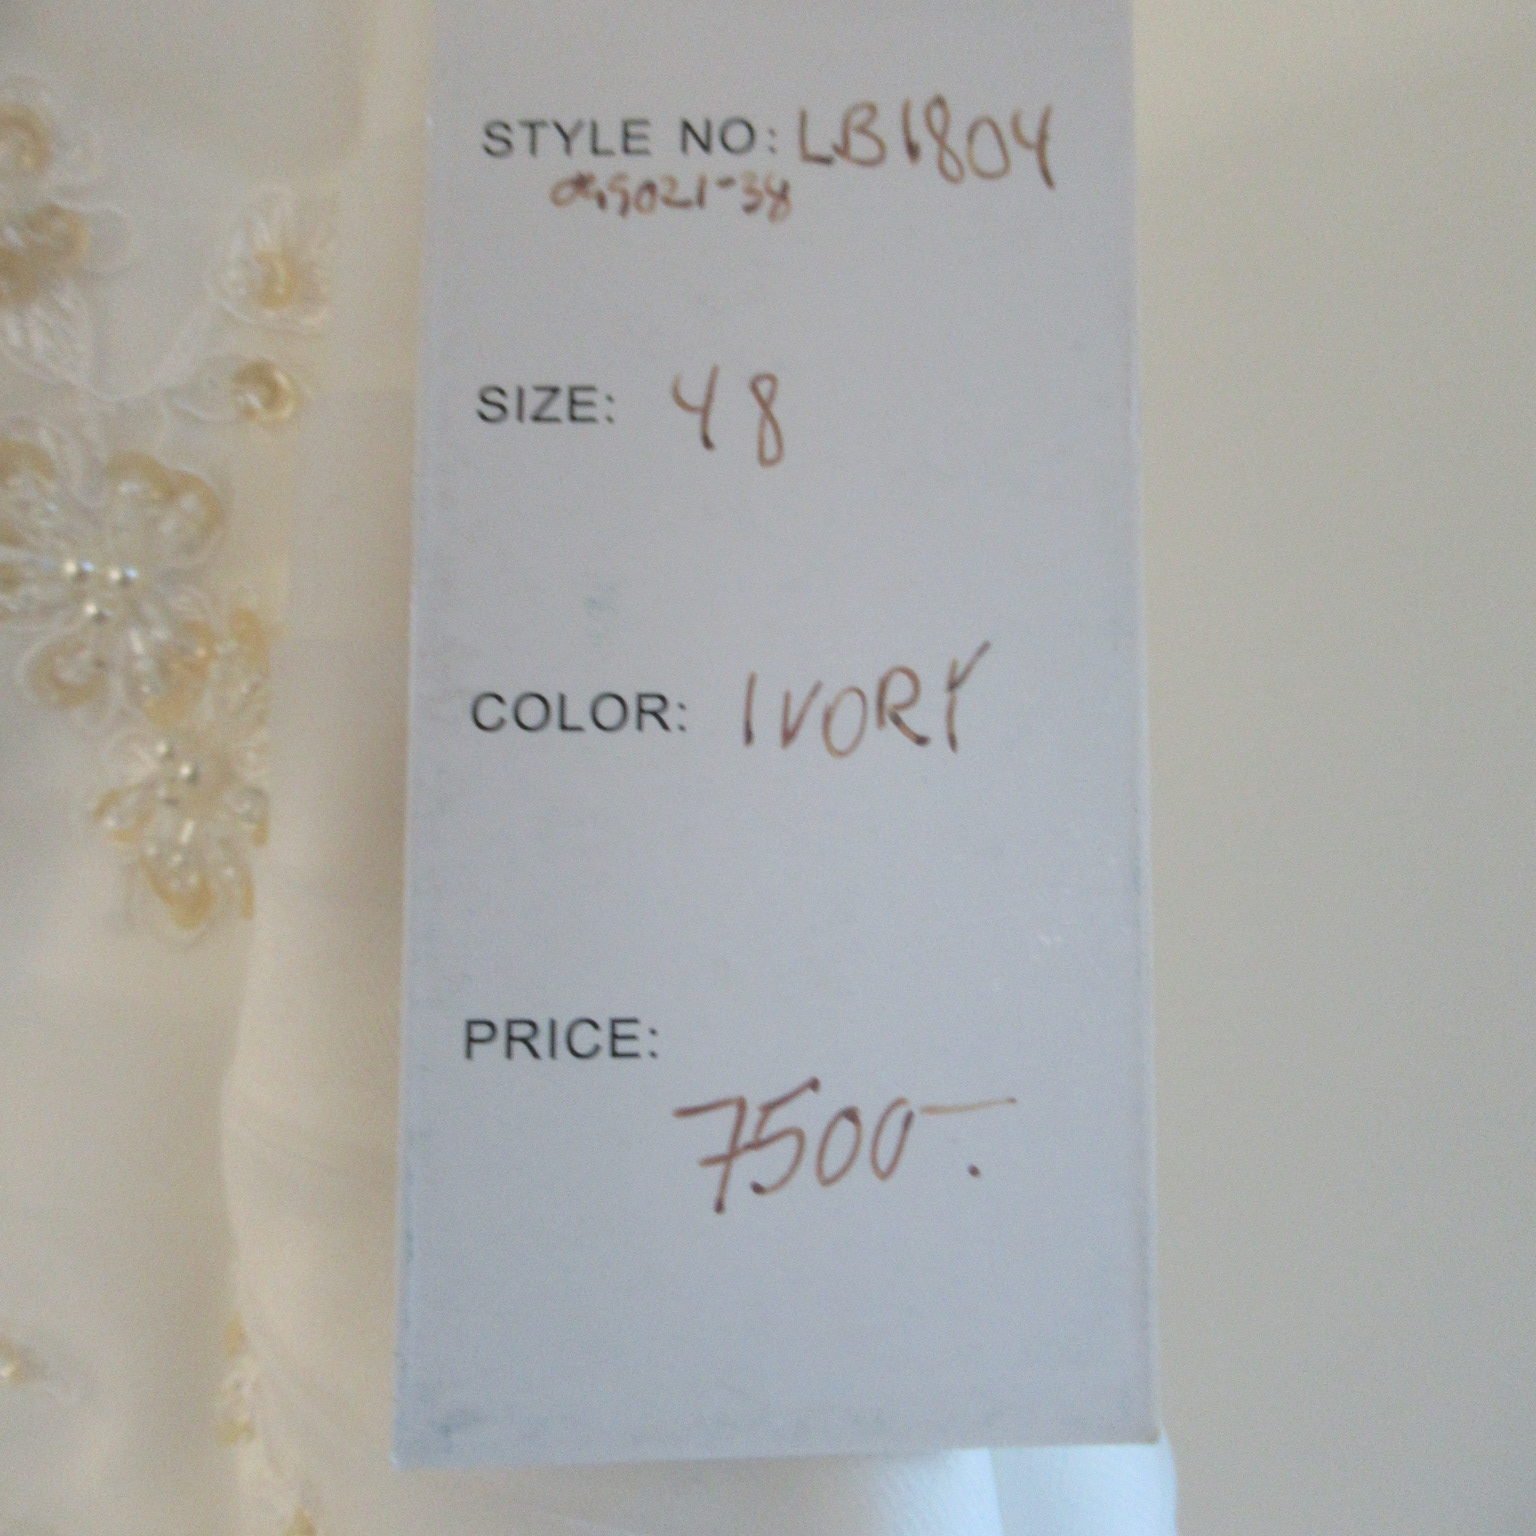 STYLE NO: LB1804
SIZE: 48
COLOR: IVORY
PRICE:
7500-.